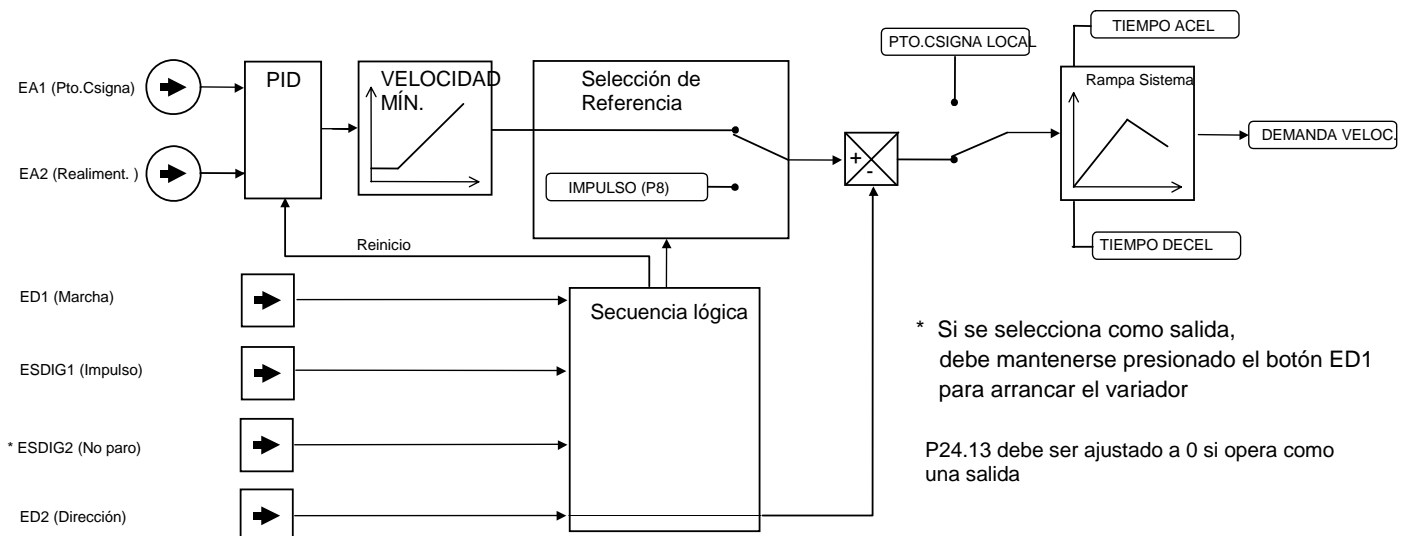 TIEMPO ACEL
PTO.CSIGNA LOCAL
EA1 (Pto.Csigna)
PID
VELOCIDAD
MÍN.
Selección de
Referencia
Rampa Sistema
+
-
DEMANDA VELOC.
EA2 (Realiment. )
IMPULSO (P8)
Reinicio
TIEMPO DECEL
ED1 (Marcha)
Secuencia lógica
ESDIG1 (Impulso)
* ESDIG2 (No paro)
ED2 (Dirección)
* Si se selecciona como salida,
debe mantenerse presionado el botón ED1
para arrancar el variador
P24.13 debe ser ajustado a 0 si opera como
una salida